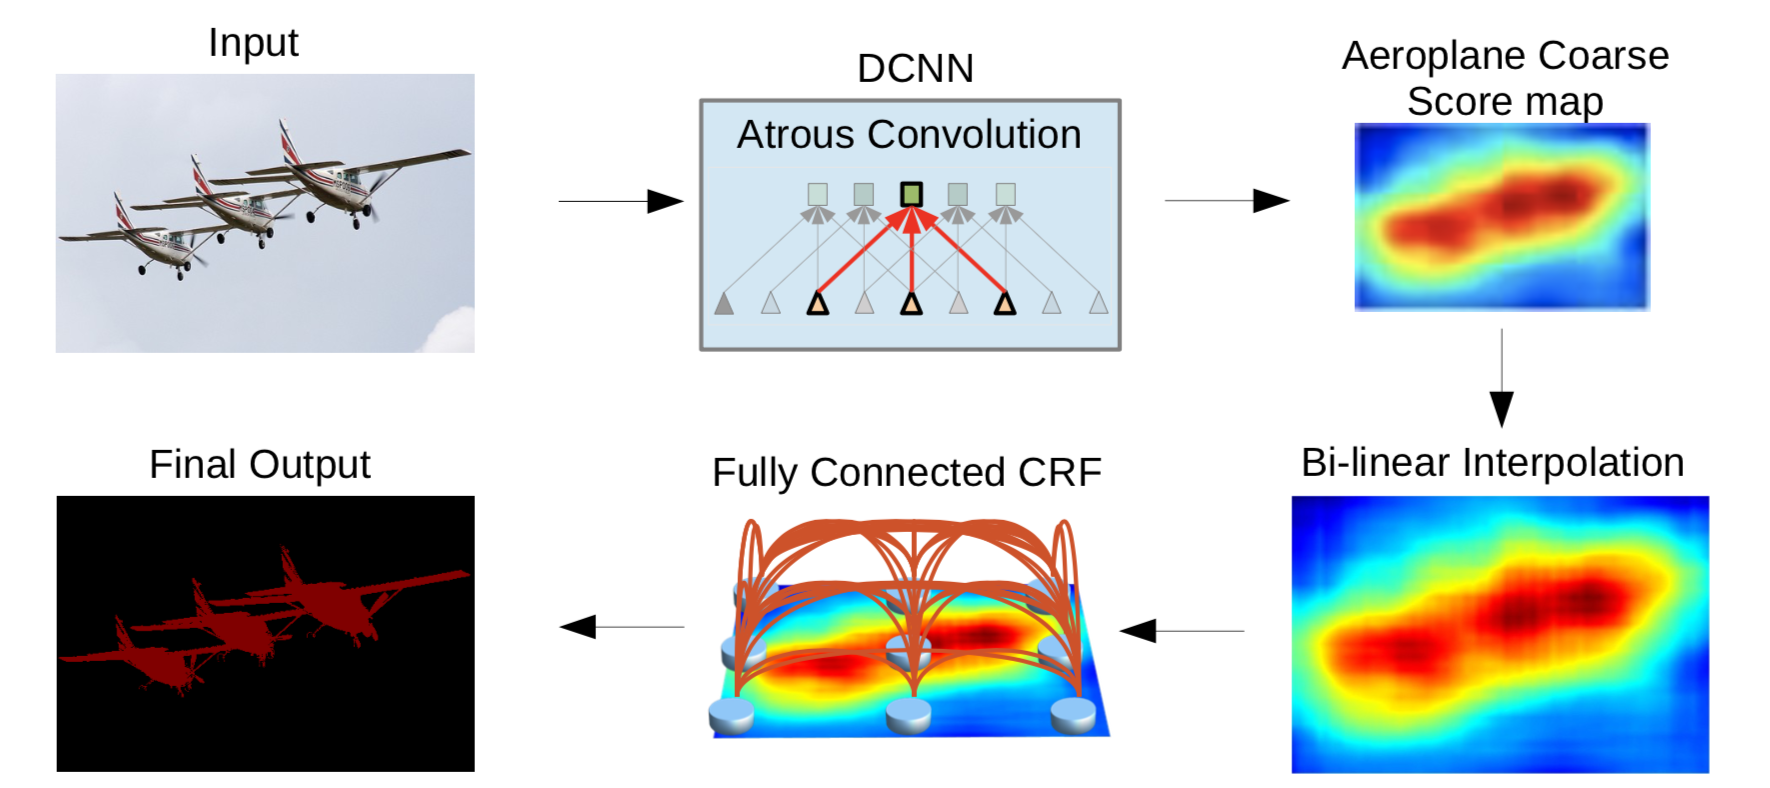 Input
DCNN
Atrous Convolution
Aeroplane Coarse
Score map
Final Output
Fully Connected CRF
Bi-linear Interpolation